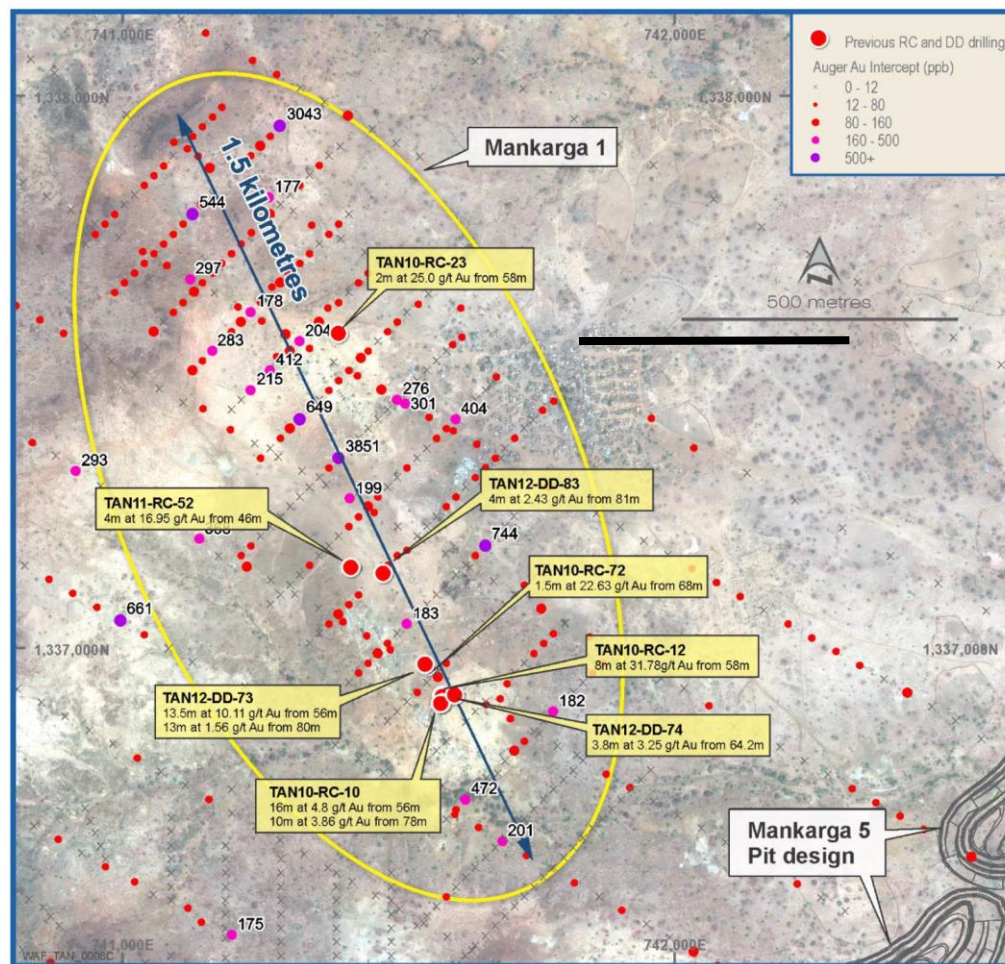 741,000E
742,000E
Previous RC and DD drilling
Auger Au Intercept (ppb)
0 - 12
12 - 80
80 - 160
160 - 500
500+
1,338,000N
1,338,000N
3043
Mankarga 1
1.5 kilometres
177
544
TAN10-RC-23
2m at 25.0 g/t Au from 58m
297
500 metres
178
204
283
412
215
276
301
404
649
3851
293
TAN12-DD-83
4m at 2.43 g/t Au from 81m
199
TAN11-RC-52
4m at 16.95 g/t Au from 46m
744
TAN10-RC-72
1.5m at 22.63 g/t Au from 68m
661
183
TAN10-RC-12
8m at 31.78g/t Au from 58m
1,337,000N
TAN12-DD-73
13.5m at 10.11 g/t Au from 56m
13m at 1.56 g/t Au from 80m
182
TAN12-DD-74
3.8m at 3.25 g/t Au from 64.2m
TAN10-RC-10
16m at 4.8 g/t Au from 56m
10m at 3.86 g/t Au from 78m
472
201
Mankarga 5
Pit design
175
741,000E
742,000E